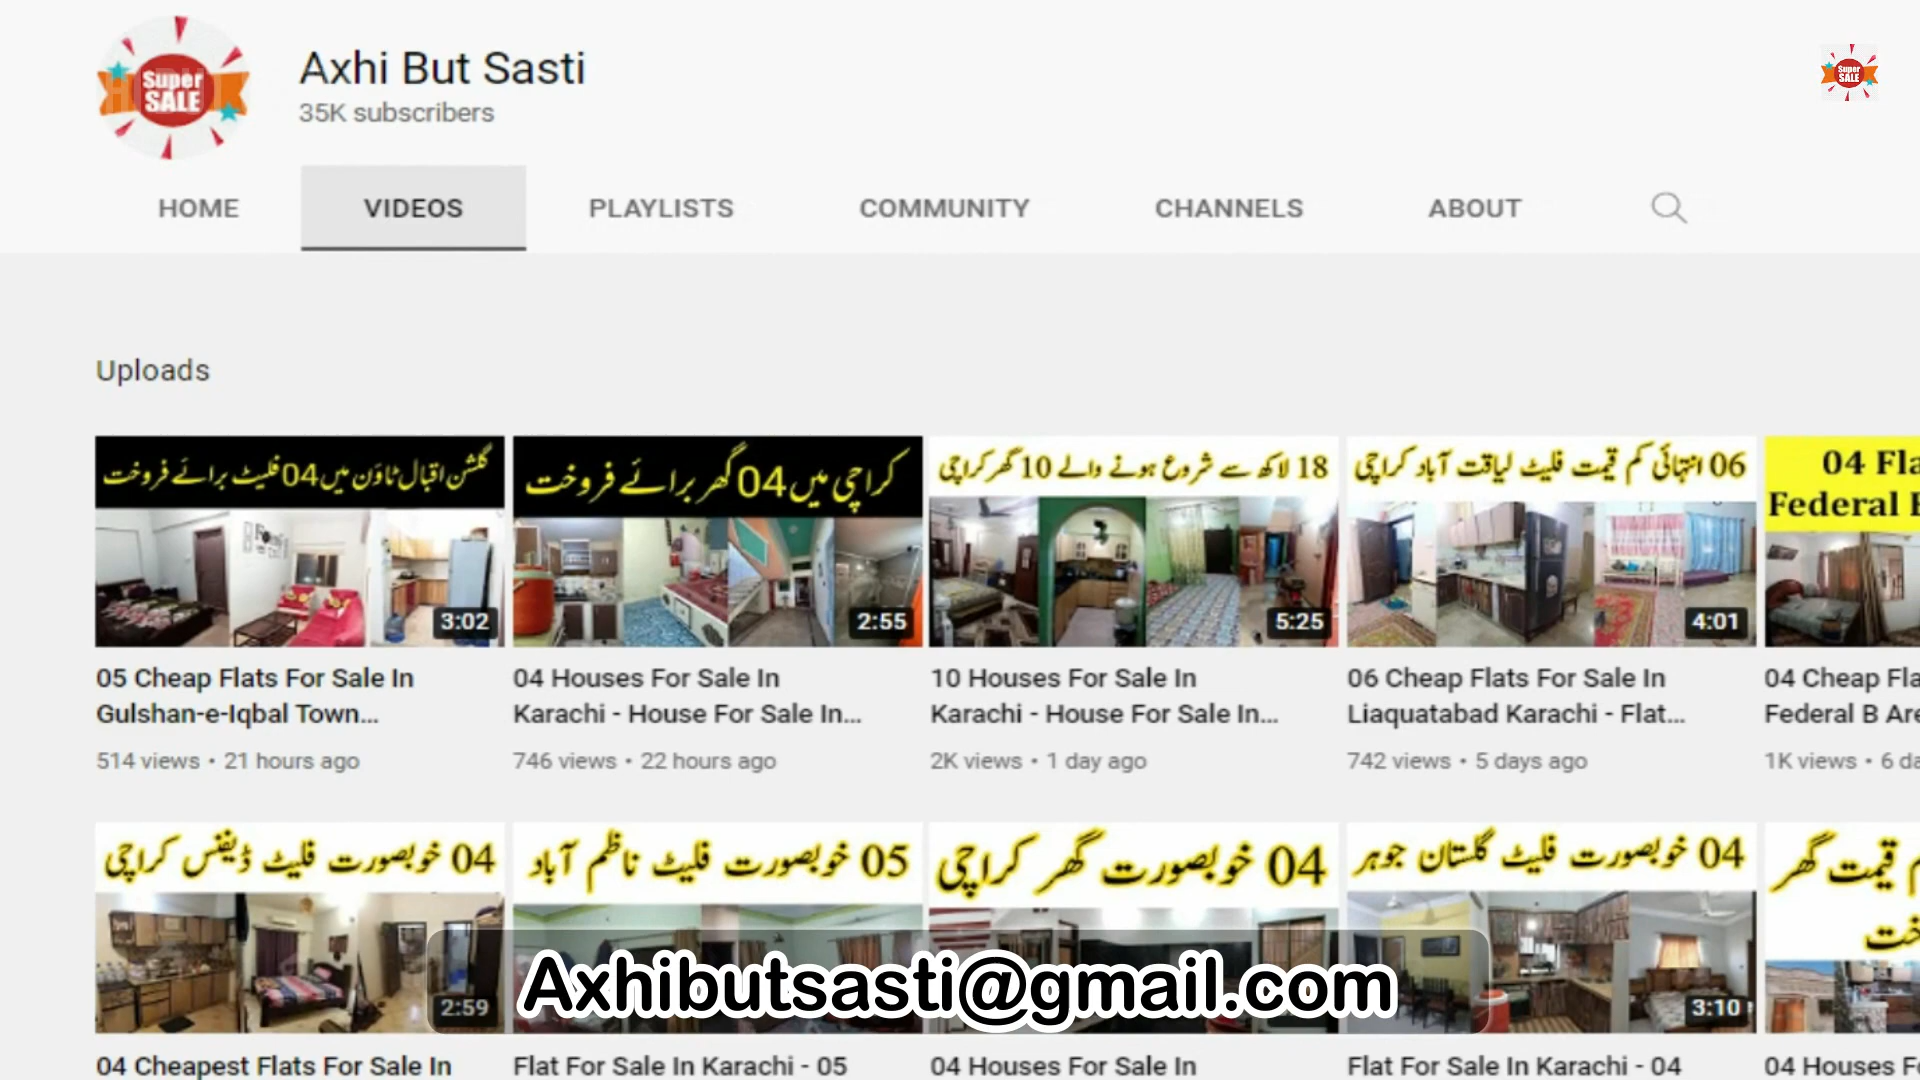 Super
SALE
Axhi But Sasti
35K subscribers
Super
SALE
HOME
VIDEOS
PLAYLISTS
COMMUNITY
CHANNELS
ABOUT
Uploads
گلشن اقبال ٹاؤن میں 04 فلیٹ برائے فروخت
3:02
05 Cheap Flats For Sale In
Gulshan-e-Iqbal Town...
514 views • 21 hours ago
کراچی میں 04 گھر برائے فروخت
2:55
04 Houses For Sale In
Karachi - House For Sale In...
746 views • 22 hours ago
18 لاکھ سے شروع ہونے والے 10 گھر کراچی
5:25
10 Houses For Sale In
Karachi - House For Sale In...
2K views • 1 day ago
06 انتہائی کم قیمت فلیٹ لیاقت آباد کراچی
4:01
06 Cheap Flats For Sale In
Liaquatabad Karachi - Flat...
742 views • 5 days ago
04 Fla
Federal B
04 Cheap Fla
Federal B Are
1K views • 6 da
04 خوبصورت فلیٹ ڈیفنس کراچی
2:59
04 Cheapest Flats For Sale In
05 خوبصورت فلیٹ ناظم آباد
Flat For Sale In Karachi - 05
04 خوبصورت گھر کراچی
04 Houses For Sale In
04 خوبصورت فلیٹ گلستان جوہر
3:10
Flat For Sale In Karachi - 04
قیمت گھر
04 Houses F
Axhibutsasti@gmail.com